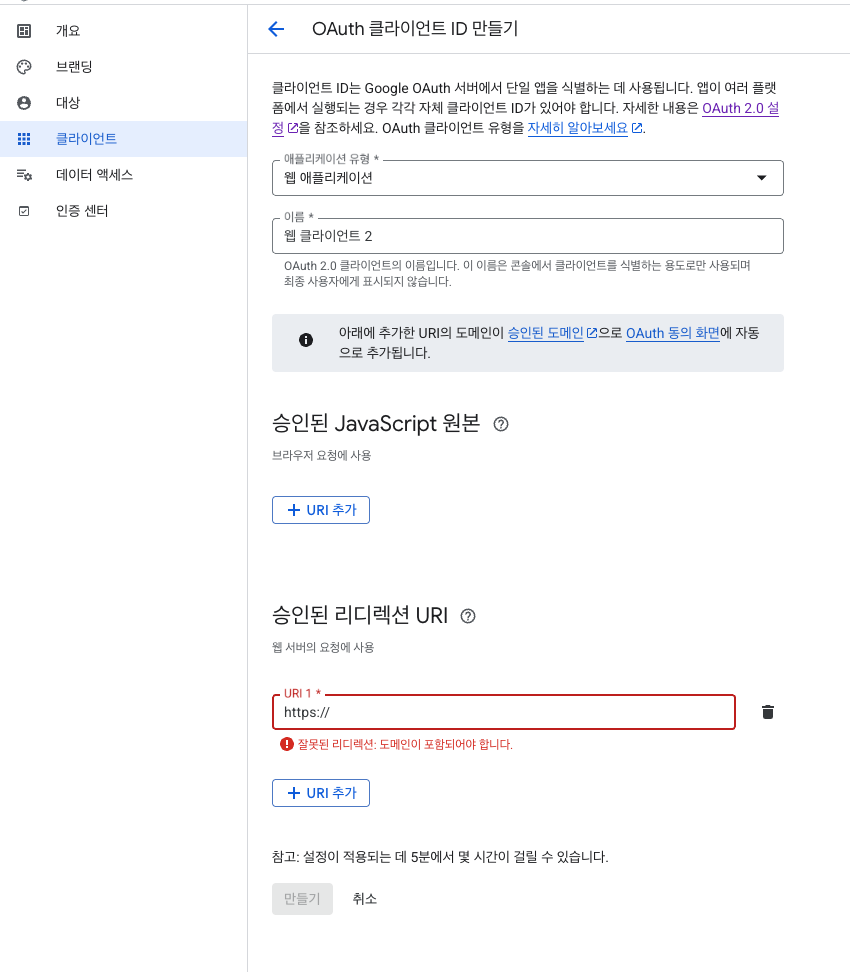 개요
브랜딩
대상
클라이언트
데이터 액세스
인증 센터
OAuth 클라이언트 ID 만들기
클라이언트 ID는 Google OAuth 서버에서 단일 앱을 식별하는 데 사용됩니다. 앱이 여러 플랫
폼에서 실행되는 경우 각각 자체 클라이언트 ID가 있어야 합니다. 자세한 내용은 OAuth 2.0 설
정을 참조하세요. OAuth 클라이언트 유형을 자세히 알아보세요.
애플리케이션 유형 *
웹 애플리케이션
이름 *
웹 클라이언트 2
OAuth 2.0 클라이언트의 이름입니다. 이 이름은 콘솔에서 클라이언트를 식별하는 용도로만 사용되며
최종 사용자에게 표시되지 않습니다.
아래에 추가한 URI의 도메인이 승인된 도메인으로 OAuth 동의 화면에 자동
으로 추가됩니다.
승인된 JavaScript 원본
브라우저 요청에 사용
+ URI 추가
승인된 리디렉션 URI
웹 서버의 요청에 사용
URI 1 *
https://
잘못된 리디렉션: 도메인이 포함되어야 합니다.
+ URI 추가
참고: 설정이 적용되는 데 5분에서 몇 시간이 걸릴 수 있습니다.
만들기 취소